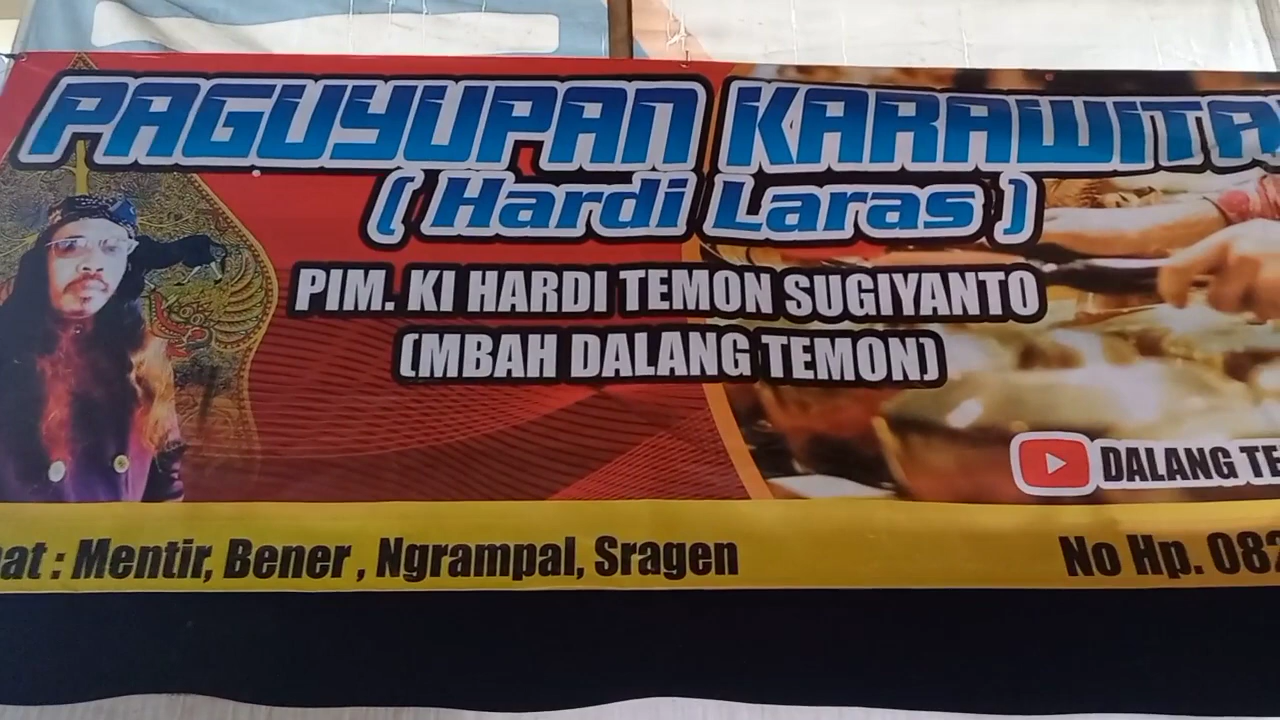 PAGUYUPAN KARAWITA
( Hardi Laras )
PIM. KI HARDI TEMON SUGIYANTO
(MBAH DALANG TEMON)
DALANG TE
at : Mentir, Bener , Ngrampal, Sragen
No Hp. 082